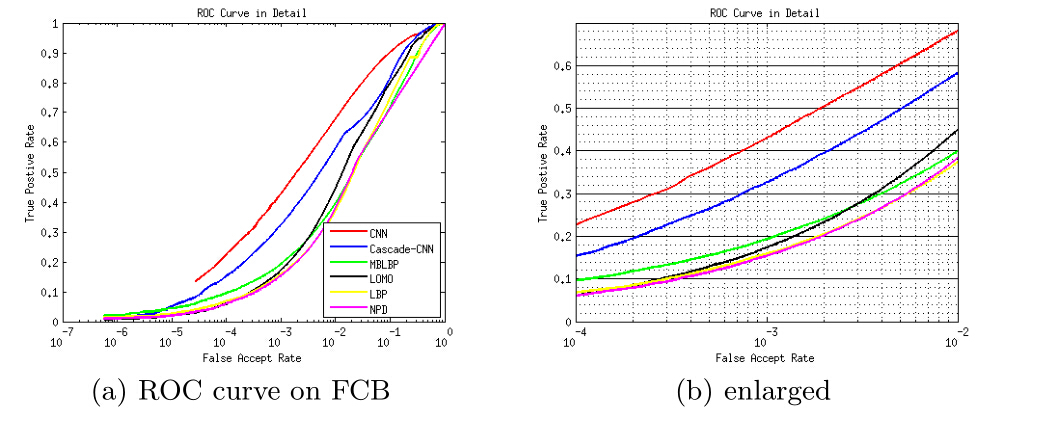 ROC Curve in Detail
1
0.9
0.8
0.7
0.6
0.5
0.4
0.3
0.2
0.1
0
True Postive Rate
CNN
Cascade-CNN
MBLBP
LOMO
LBP
NPD
10^-7 10^-6 10^-5 10^-4 10^-3 10^-2 10^-1 10^0
False Accept Rate
(a) ROC curve on FCB
ROC Curve in Detail
0.6
0.5
0.4
0.3
0.2
0.1
0
True Positive Rate
10^-4 10^-3 10^-2
False Accept Rate
(b) enlarged